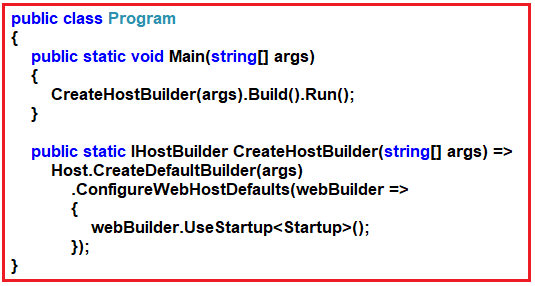 public class Program
{
    public static void Main(string[] args)
    {
        CreateHostBuilder(args).Build().Run();
    }

    public static IHostBuilder CreateHostBuilder(string[] args) =>
        Host.CreateDefaultBuilder(args)
            .ConfigureWebHostDefaults(webBuilder =>
            {
                webBuilder.UseStartup<Startup>();
            });
}